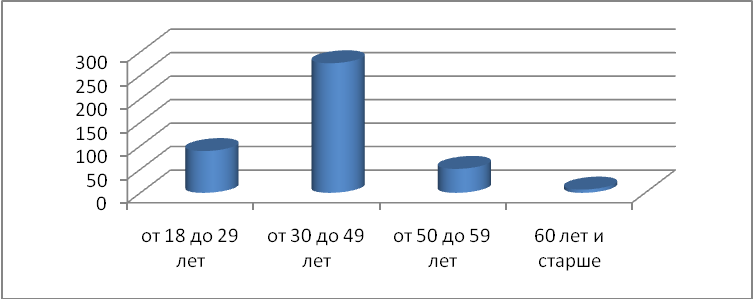 300
250
200
150
100
50
0
от 18 до 29 лет
от 30 до 49 лет
от 50 до 59 лет
60 лет и старше